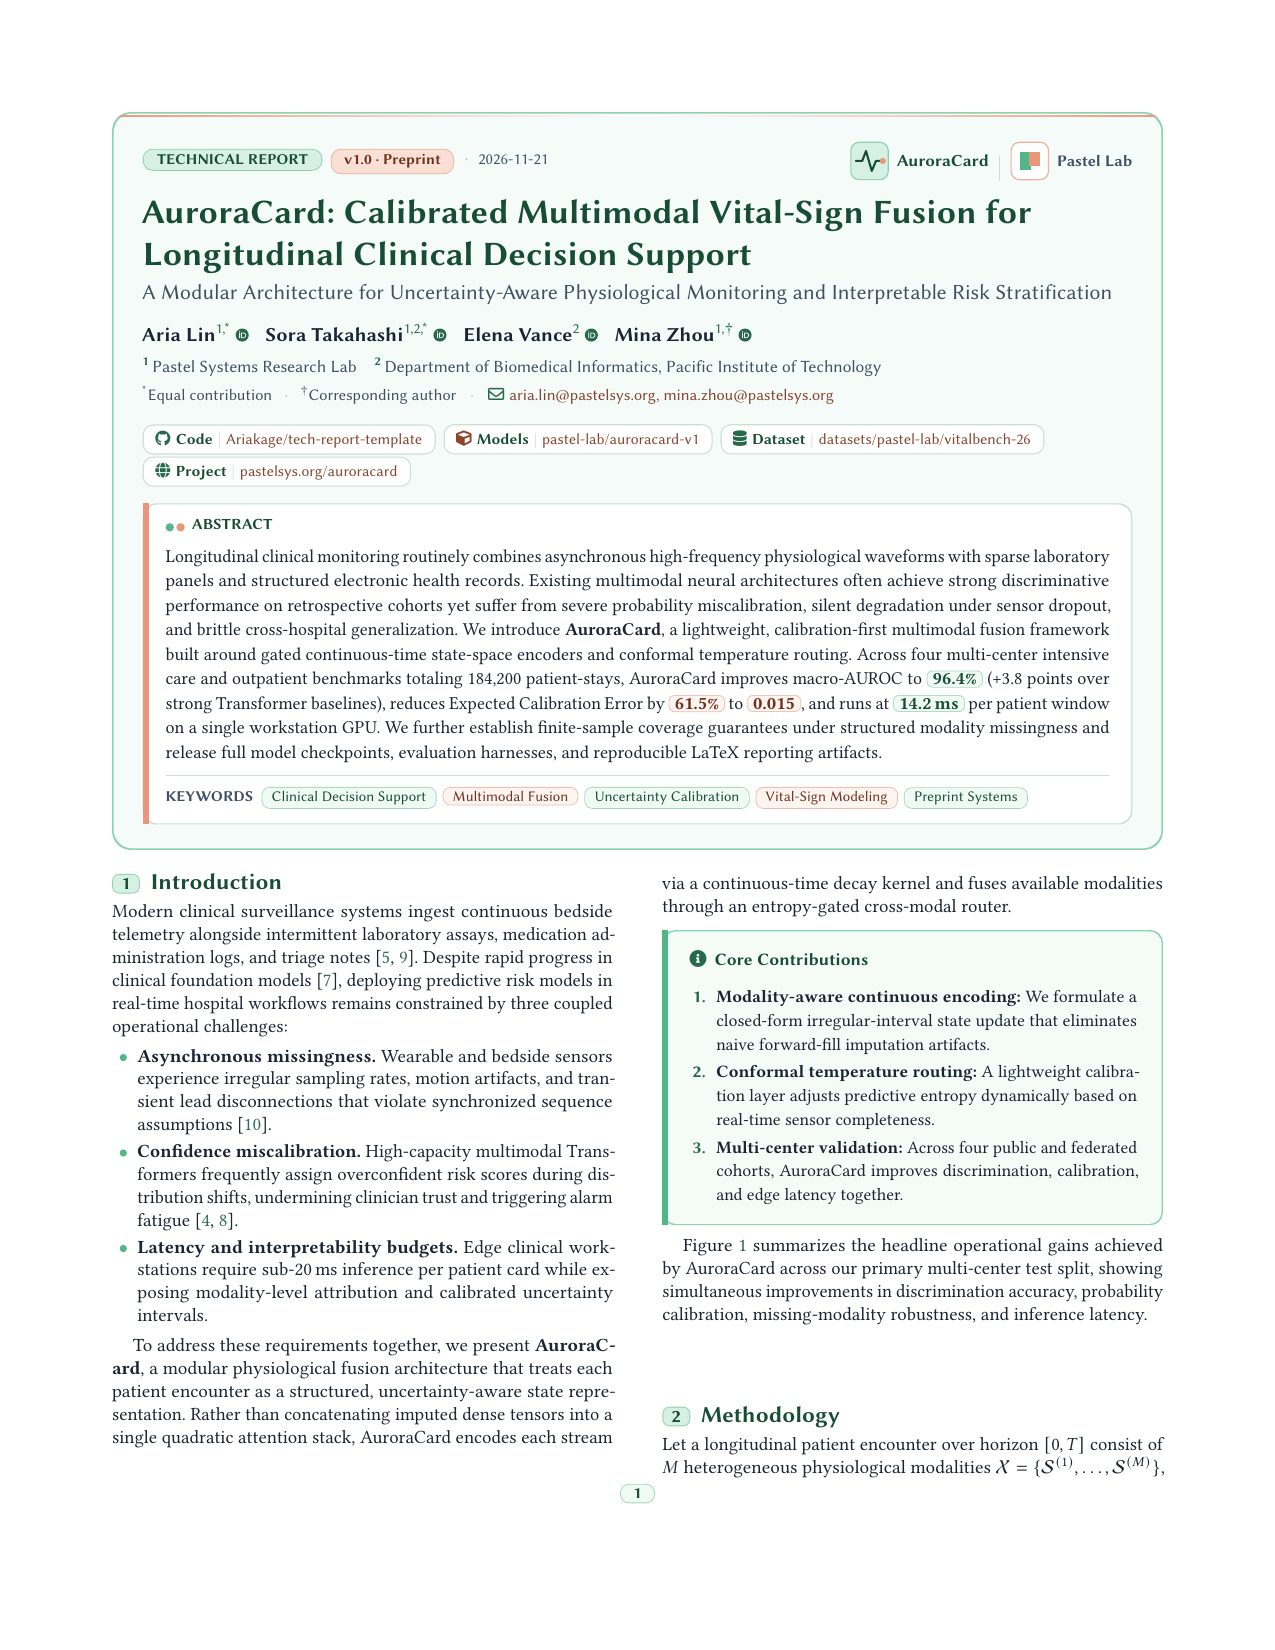 TECHNICAL REPORT v1.0 · Preprint · 2026-11-21
AuroraCard Pastel Lab
AuroraCard: Calibrated Multimodal Vital-Sign Fusion for
Longitudinal Clinical Decision Support
A Modular Architecture for Uncertainty-Aware Physiological Monitoring and Interpretable Risk Stratification
Aria Lin1,* Sora Takahashi1,2,* Elena Vance2 Mina Zhou1,†
1 Pastel Systems Research Lab 2 Department of Biomedical Informatics, Pacific Institute of Technology
*Equal contribution · †Corresponding author · aria.lin@pastelsys.org, mina.zhou@pastelsys.org
Code | Ariakage/tech-report-template Models | pastel-lab/auroracard-v1 Dataset | datasets/pastel-lab/vitalbench-26
Project | pastelsys.org/auroracard
ABSTRACT
Longitudinal clinical monitoring routinely combines asynchronous high-frequency physiological waveforms with sparse laboratory
panels and structured electronic health records. Existing multimodal neural architectures often achieve strong discriminative
performance on retrospective cohorts yet suffer from severe probability miscalibration, silent degradation under sensor dropout,
and brittle cross-hospital generalization. We introduce AuroraCard, a lightweight, calibration-first multimodal fusion framework
built around gated continuous-time state-space encoders and conformal temperature routing. Across four multi-center intensive
care and outpatient benchmarks totaling 184,200 patient-stays, AuroraCard improves macro-AUROC to 96.4% (+3.8 points over
strong Transformer baselines), reduces Expected Calibration Error by 61.5% to 0.015, and runs at 14.2 ms per patient window
on a single workstation GPU. We further establish finite-sample coverage guarantees under structured modality missingness and
release full model checkpoints, evaluation harnesses, and reproducible LaTeX reporting artifacts.
KEYWORDS Clinical Decision Support Multimodal Fusion Uncertainty Calibration Vital-Sign Modeling Preprint Systems
1 Introduction
Modern clinical surveillance systems ingest continuous bedside
telemetry alongside intermittent laboratory assays, medication ad-
ministration logs, and triage notes [5, 9]. Despite rapid progress in
clinical foundation models [7], deploying predictive risk models in
real-time hospital workflows remains constrained by three coupled
operational challenges:
• Asynchronous missingness. Wearable and bedside sensors
experience irregular sampling rates, motion artifacts, and tran-
sient lead disconnections that violate synchronized sequence
assumptions [10].
• Confidence miscalibration. High-capacity multimodal Trans-
formers frequently assign overconfident risk scores during dis-
tribution shifts, undermining clinician trust and triggering alarm
fatigue [4, 8].
• Latency and interpretability budgets. Edge clinical work-
stations require sub-20 ms inference per patient card while ex-
posing modality-level attribution and calibrated uncertainty
intervals.
To address these requirements together, we present AuroraC-
ard, a modular physiological fusion architecture that treats each
patient encounter as a structured, uncertainty-aware state repre-
sentation. Rather than concatenating imputed dense tensors into a
single quadratic attention stack, AuroraCard encodes each stream
via a continuous-time decay kernel and fuses available modalities
through an entropy-gated cross-modal router.
Core Contributions
1. Modality-aware continuous encoding: We formulate a
closed-form irregular-interval state update that eliminates
naive forward-fill imputation artifacts.
2. Conformal temperature routing: A lightweight calibra-
tion layer adjusts predictive entropy dynamically based on
real-time sensor completeness.
3. Multi-center validation: Across four public and federated
cohorts, AuroraCard improves discrimination, calibration,
and edge latency together.
Figure 1 summarizes the headline operational gains achieved
by AuroraCard across our primary multi-center test split, showing
simultaneous improvements in discrimination accuracy, probability
calibration, missing-modality robustness, and inference latency.
2 Methodology
Let a longitudinal patient encounter over horizon [0, T] consist of
M heterogeneous physiological modalities 𝒳 = {𝒮(1), . . . , 𝒮(M)},
1